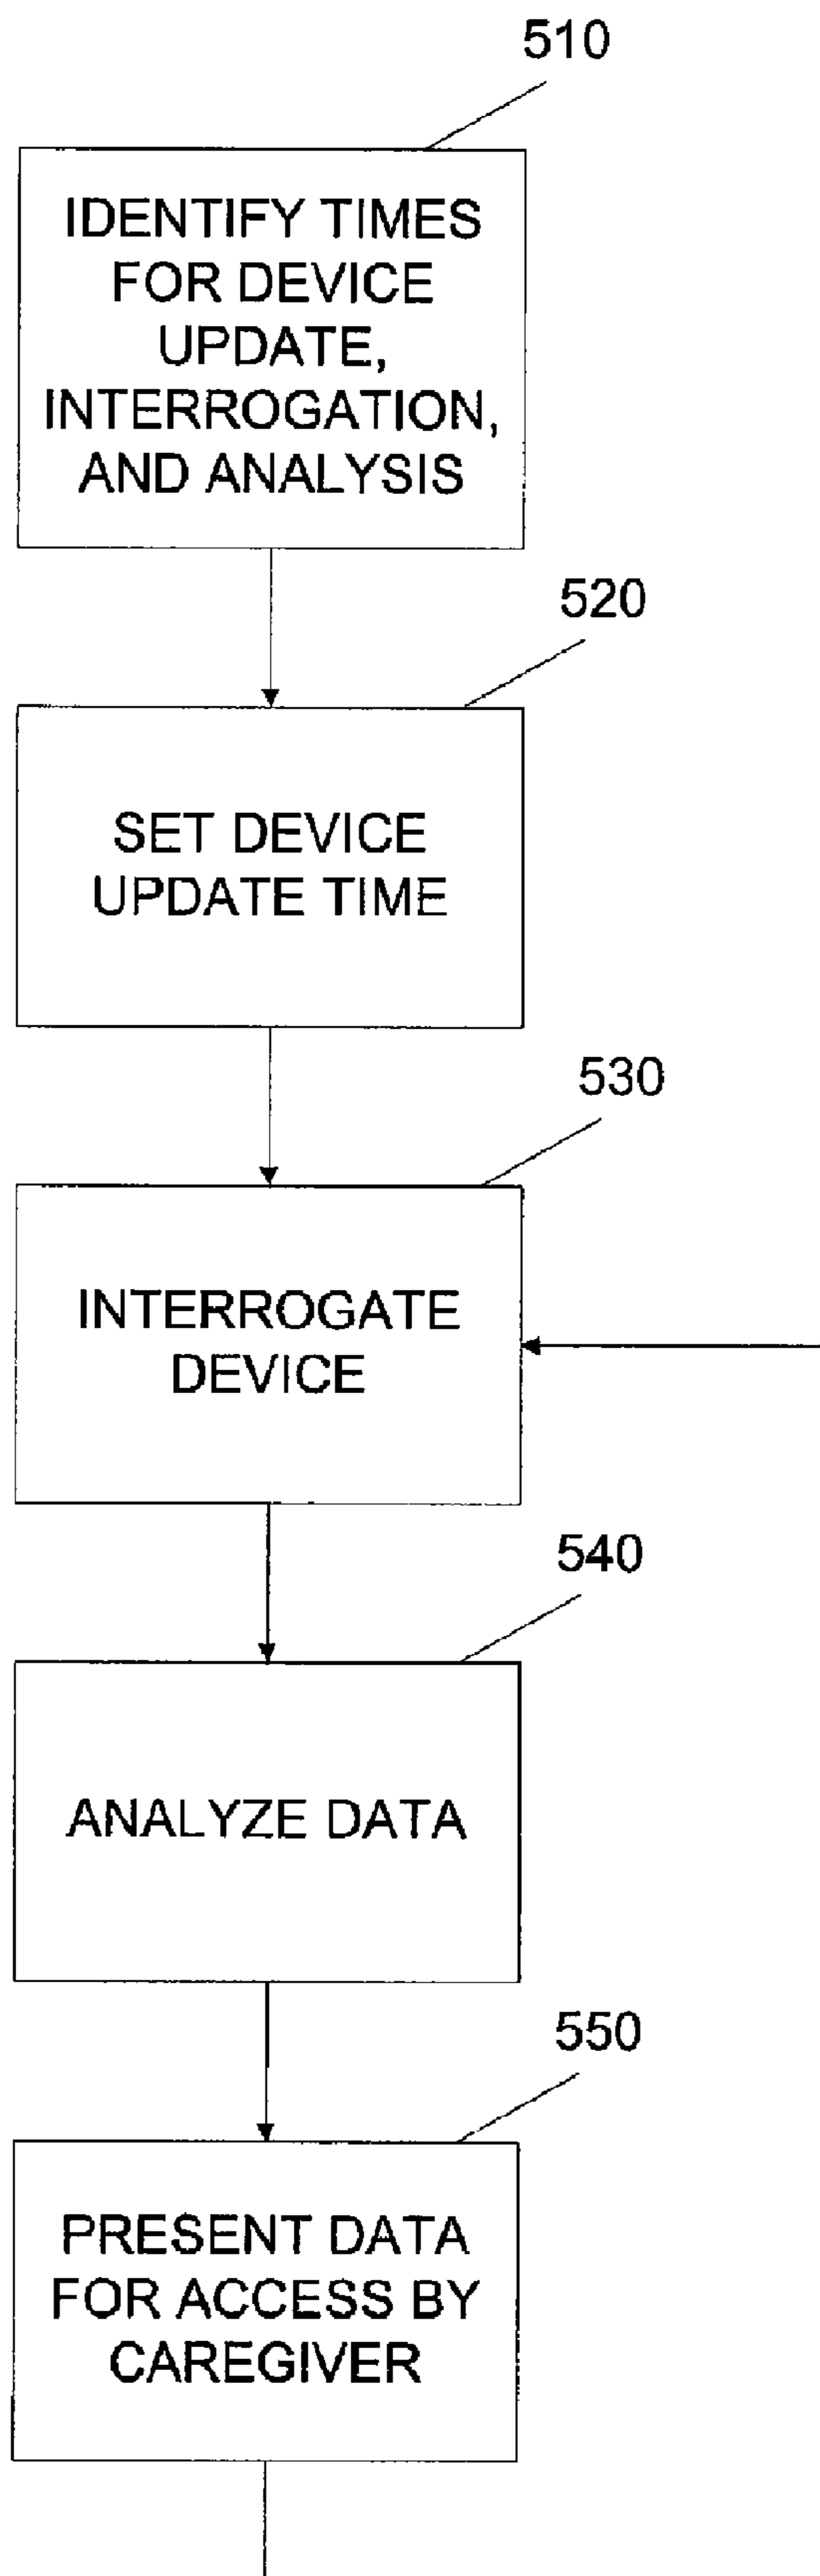 510
IDENTIFY TIMES
FOR DEVICE
UPDATE,
INTERROGATION,
AND ANALYSIS
520
SET DEVICE
UPDATE TIME
530
INTERROGATE
DEVICE
540
ANALYZE DATA
550
PRESENT DATA
FOR ACCESS BY
CAREGIVER